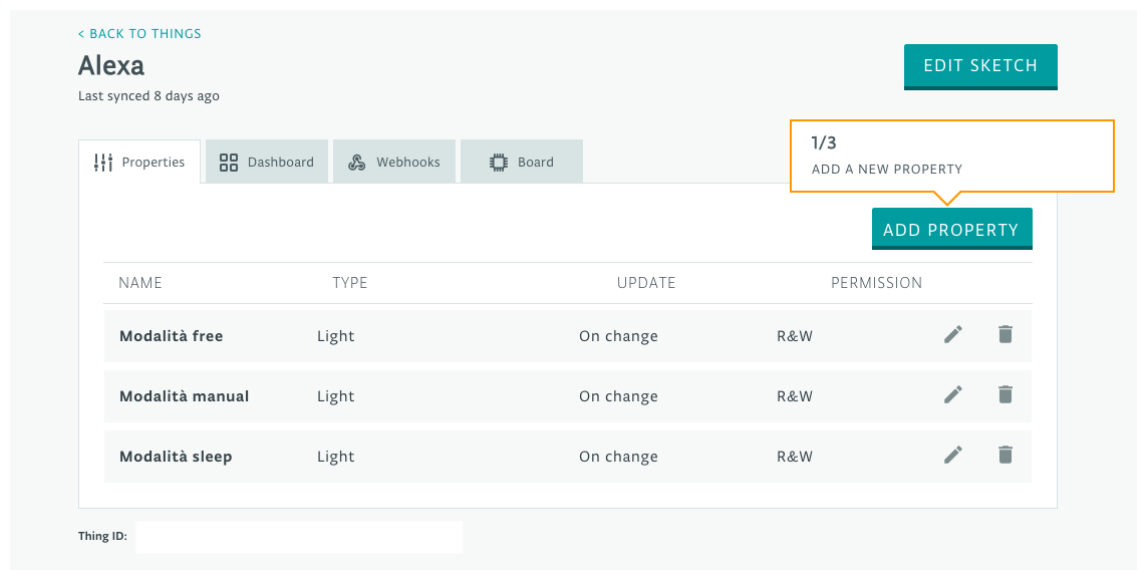 < BACK TO THINGS
Alexa
EDIT SKETCH
Last synced 8 days ago
1/3
ADD A NEW PROPERTY
Properties Dashboard Webhooks Board
ADD PROPERTY
NAME TYPE UPDATE PERMISSION
Modalità free Light On change R&W
Modalità manual Light On change R&W
Modalità sleep Light On change R&W
Thing ID: